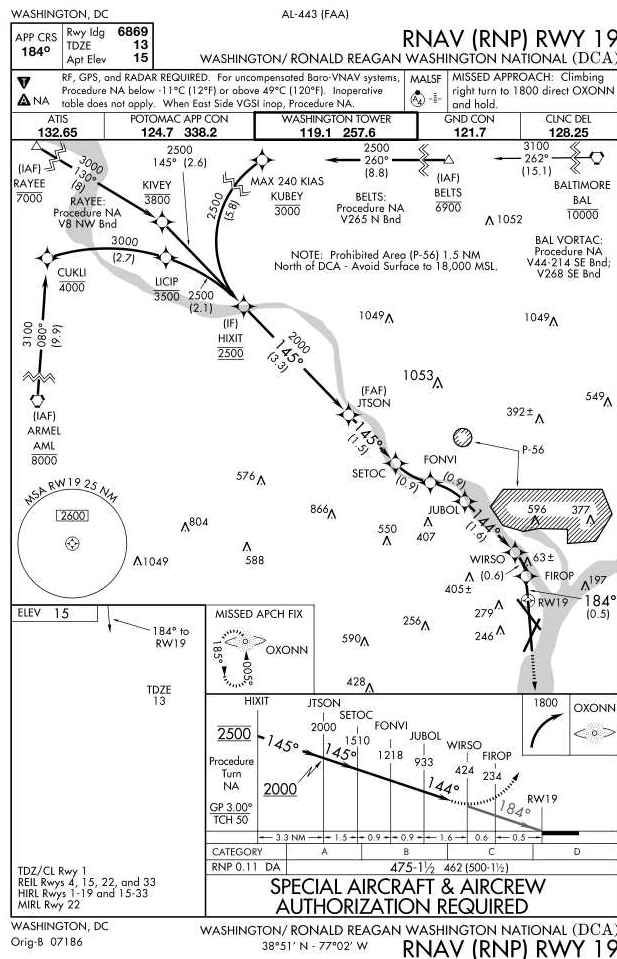 WASHINGTON, DC
AL-443 (FAA)
APP CRS
184°
Rwy ldg 6869
TDZE 13
Apt Elev 15
RNAV (RNP) RWY 19
WASHINGTON/ RONALD REAGAN WASHINGTON NATIONAL (DCA)
T
A NA
RF, GPS, and RADAR REQUIRED. For uncompensated Baro-VNAV systems,
Procedure NA below -11°C (12°F) or above 49°C (120°F). Inoperative
table does not apply. When East Side VGSI inop, Procedure NA.
MALSF
A4
MISSED APPROACH: Climbing
right turn to 1800 direct OXONN
and hold.
ATIS
132.65
POTOMAC APP CON
124.7 338.2
WASHINGTON TOWER
119.1 257.6
GND CON
121.7
CLNC DEL
128.25
(IAF)
RAYEE
7000
3000
130°
(8)
RAYEE:
Procedure NA
V8 NW Bnd
2500
145° (2.6)
KIVEY
3800
MAX 240 KIAS
KUBEY
3000
2500
(5.8)
2500
260°
(8.8)
(IAF)
BELTS
6900
BELTS:
Procedure NA
V265 N Bnd
3100
262°
(15.1)
BALTIMORE
BAL
10000
1052
BAL VORTAC:
Procedure NA
V44-214 SE Bnd;
V268 SE Bnd
NOTE: Prohibited Area (P-56) 1.5 NM
North of DCA - Avoid Surface to 18,000 MSL.
3000
(2.7)
CUKLI
4000
LICIP
3500
2500
(2.1)
(IF)
HIXIT
2500
3100
080°
(9.9)
(IAF)
ARMEL
AML
8000
2000
145°
(3.3)
1049
1049
1053
(FAF)
JTSON
549
392±
P-56
145°
(1.5)
SETOC
FONVI
(0.9)
(0.9)
JUBOL
144°
(1.6)
596
377
WIRSO
63±
(0.6)
FIROP
405±
197
RW19
184°
(0.5)
279
246
256
576
866
804
550
407
588
1049
590
428
MSA RW19 25 NM
2600
ELEV 15
184° to
RW19
TDZE
13
MISSED APCH FIX
OXONN
185°
005°
HIXIT
JTSON
2000
SETOC
1510
FONVI
1218
JUBOL
933
WIRSO
424
FIROP
234
RW19
1800
OXONN
2500
145°
145°
144°
184°
2000
Procedure
Turn
NA
GP 3.00°
TCH 50
3.3 NM
1.5
0.9
0.9
1.6
0.6
0.5
CATEGORY A B C D
RNP 0.11 DA 475-1½ 462 (500-1½)
SPECIAL AIRCRAFT & AIRCREW
AUTHORIZATION REQUIRED
TDZ/CL Rwy 1
REIL Rwys 4, 15, 22, and 33
HIRL Rwys 1-19 and 15-33
MIRL Rwy 22
WASHINGTON, DC
Orig-B 07186
38°51' N - 77°02' W
WASHINGTON/ RONALD REAGAN WASHINGTON NATIONAL (DCA)
RNAV (RNP) RWY 19